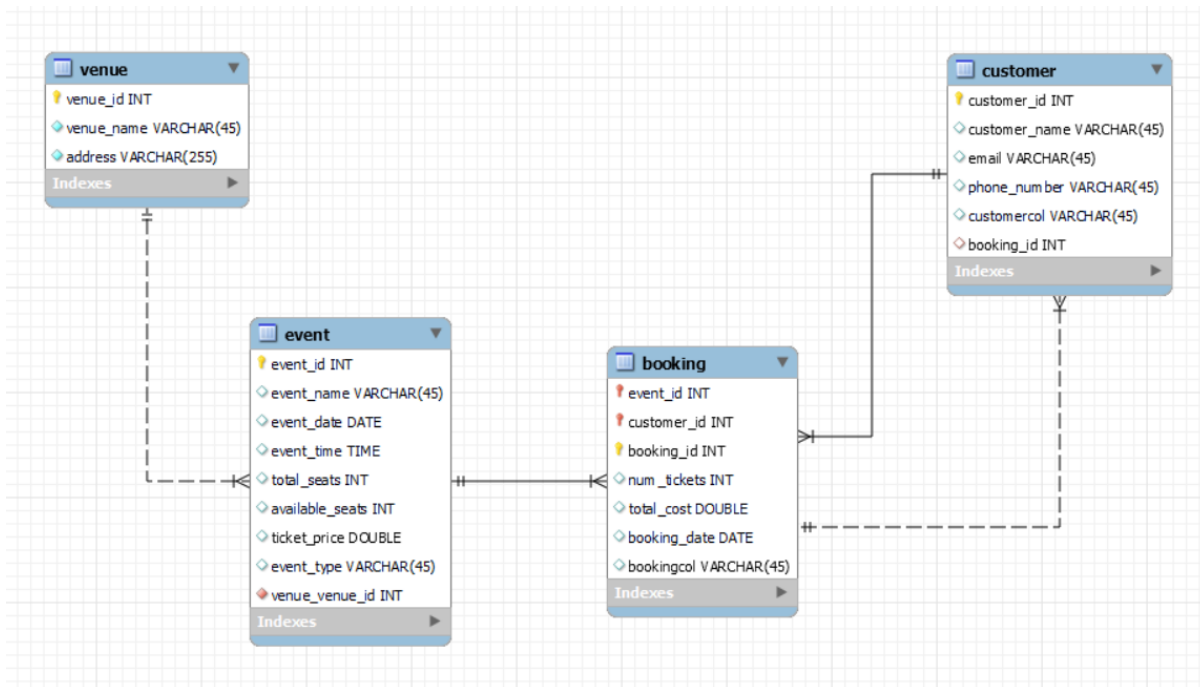 venue
venue_id INT
venue_name VARCHAR(45)
address VARCHAR(255)
Indexes
customer
customer_id INT
customer_name VARCHAR(45)
email VARCHAR(45)
phone_number VARCHAR(45)
customercol VARCHAR(45)
booking_id INT
Indexes
event
event_id INT
event_name VARCHAR(45)
event_date DATE
event_time TIME
total_seats INT
available_seats INT
ticket_price DOUBLE
event_type VARCHAR(45)
venue_venue_id INT
Indexes
booking
event_id INT
customer_id INT
booking_id INT
num_tickets INT
total_cost DOUBLE
booking_date DATE
bookingcol VARCHAR(45)
Indexes